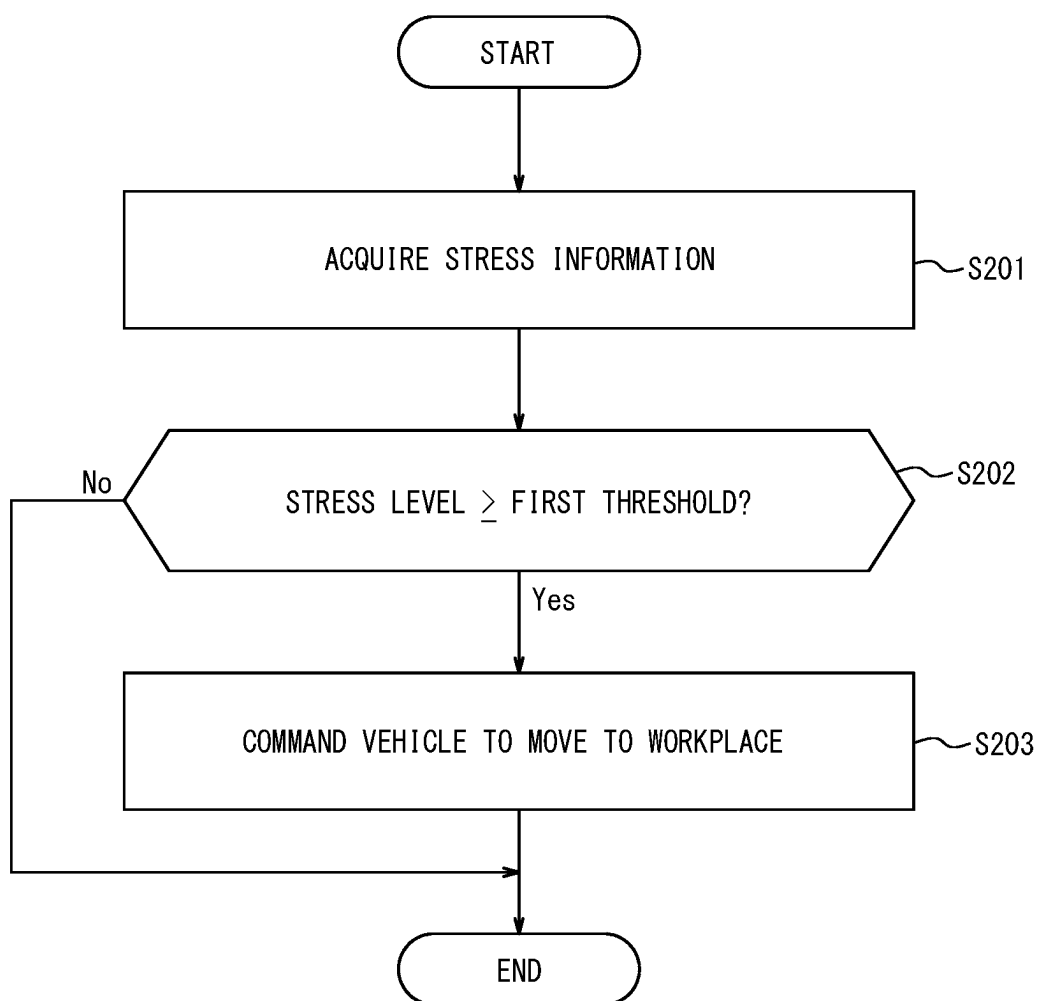 START
ACQUIRE STRESS INFORMATION
S201
STRESS LEVEL ≥ FIRST THRESHOLD?
S202
No
Yes
COMMAND VEHICLE TO MOVE TO WORKPLACE
S203
END